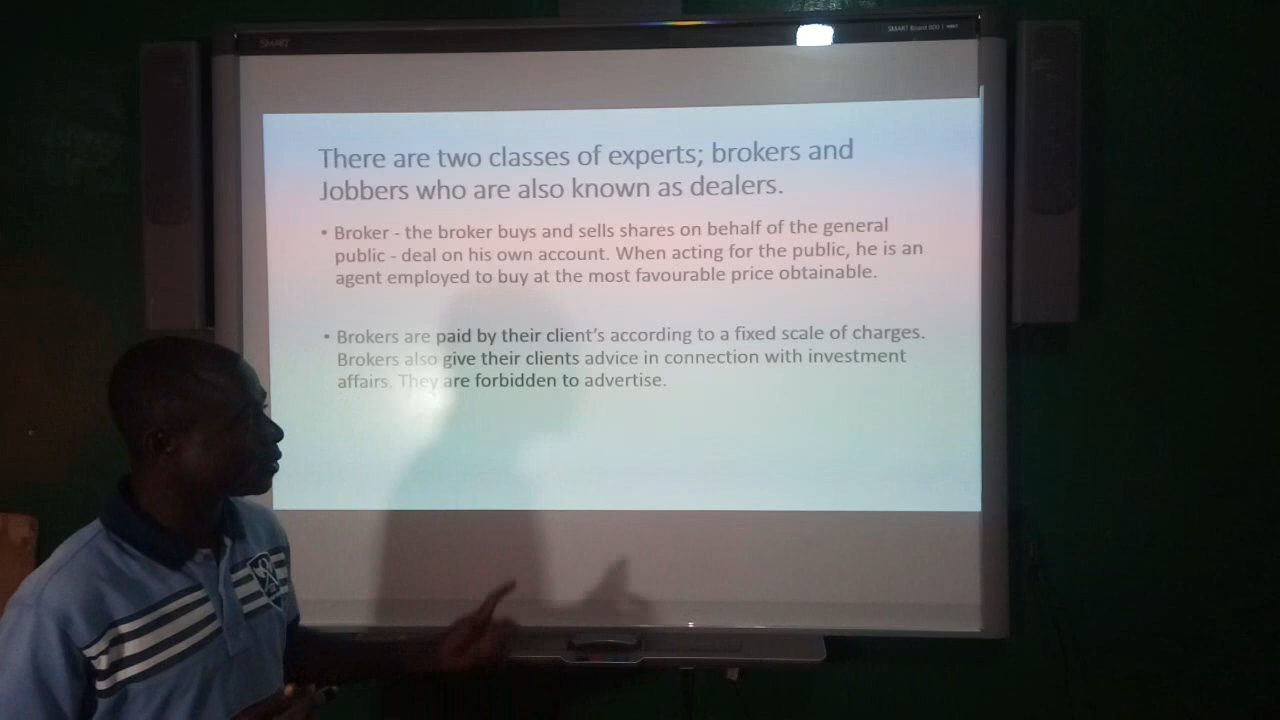 SMART
SMART Board 600
There are two classes of experts; brokers and
Jobbers who are also known as dealers.
• Broker - the broker buys and sells shares on behalf of the general
public - deal on his own account. When acting for the public, he is an
agent employed to buy at the most favourable price obtainable.
• Brokers are paid by their client's according to a fixed scale of charges.
Brokers also give their clients advice in connection with investment
affairs. They are forbidden to advertise.